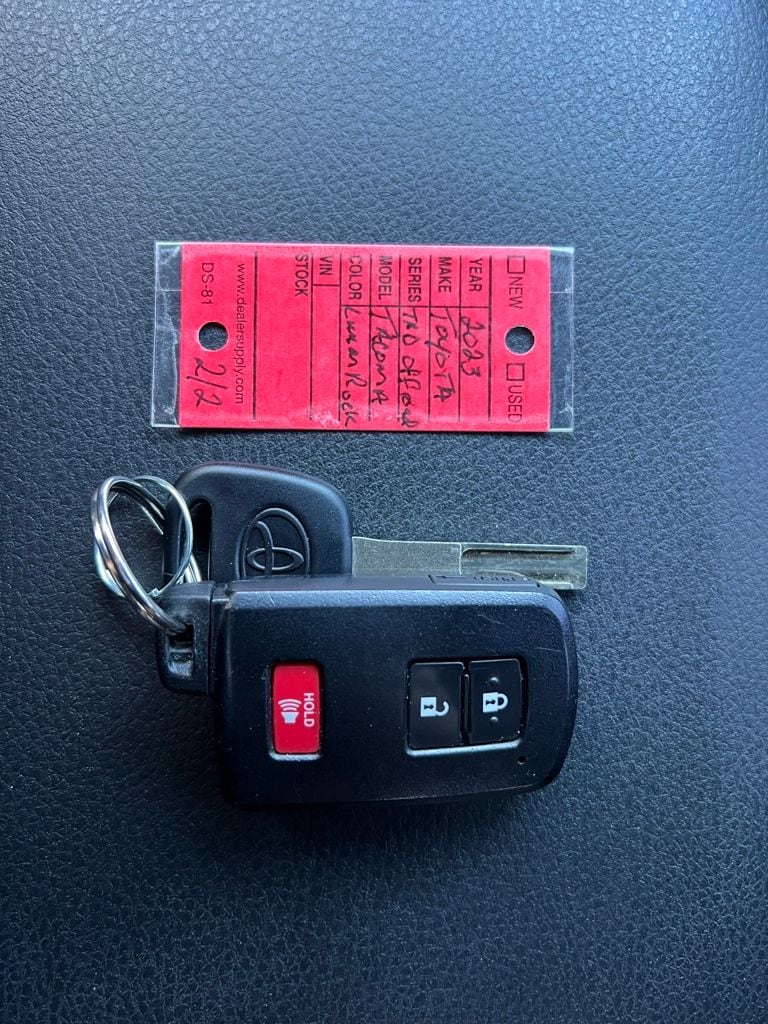 NEW USED
YEAR 2023
MAKE Toyota
SERIES TRD Off Road
MODEL Tacoma
COLOR Lunar Rock
VIN
STOCK
www.dealersupply.com
DS-81 2/2
HOLD